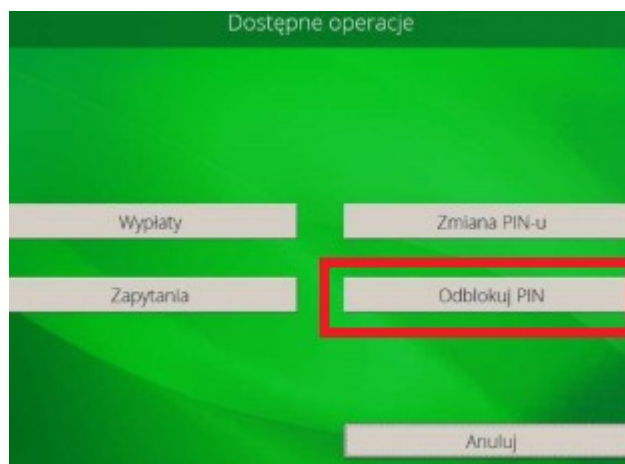 Dostępne operacje
Wypłaty
Zmiana PIN-u
Zapytania
Odblokuj PIN
Anuluj